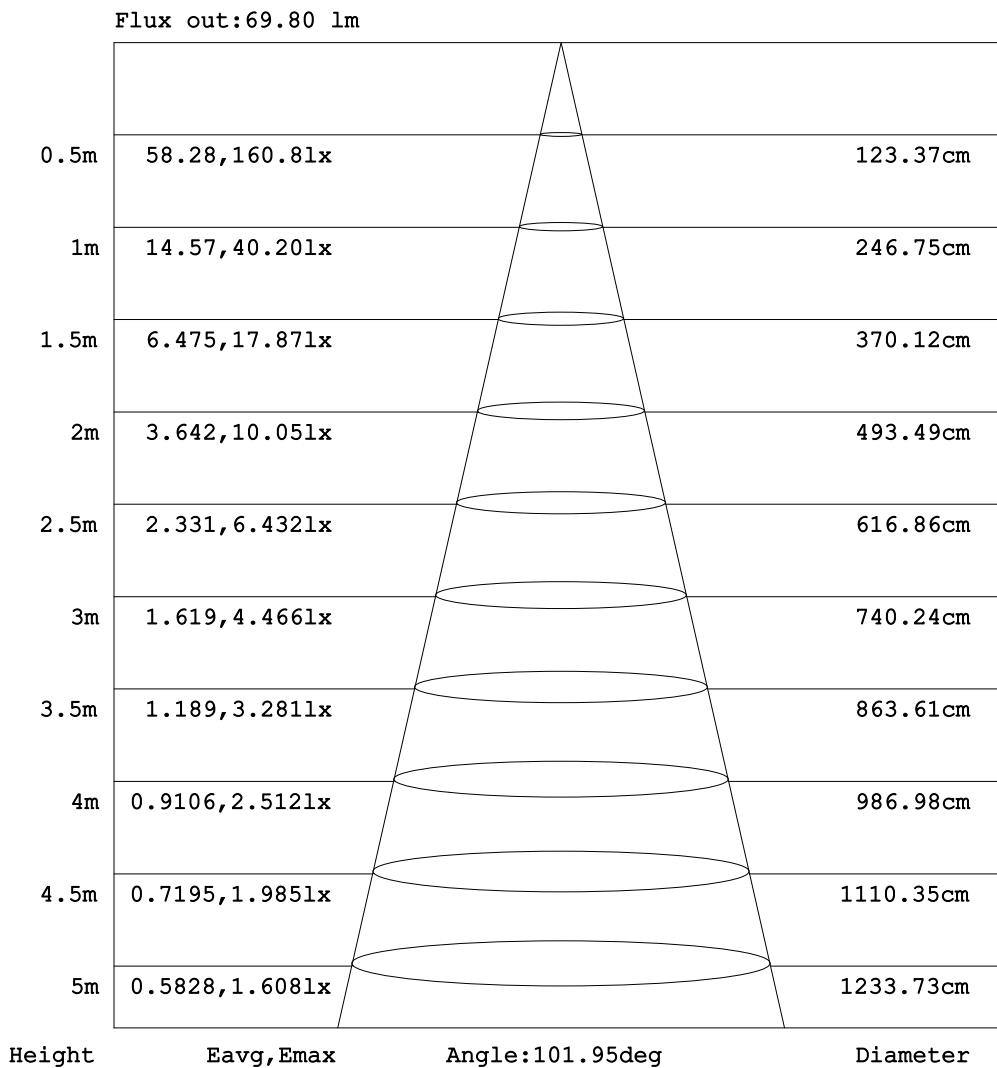 Flux out:69.80 lm
0.5m 58.28,160.8lx 123.37cm
1m 14.57,40.20lx 246.75cm
1.5m 6.475,17.87lx 370.12cm
2m 3.642,10.05lx 493.49cm
2.5m 2.331,6.432lx 616.86cm
3m 1.619,4.466lx 740.24cm
3.5m 1.189,3.281lx 863.61cm
4m 0.9106,2.512lx 986.98cm
4.5m 0.7195,1.985lx 1110.35cm
5m 0.5828,1.608lx 1233.73cm
Height Eavg,Emax Angle:101.95deg Diameter